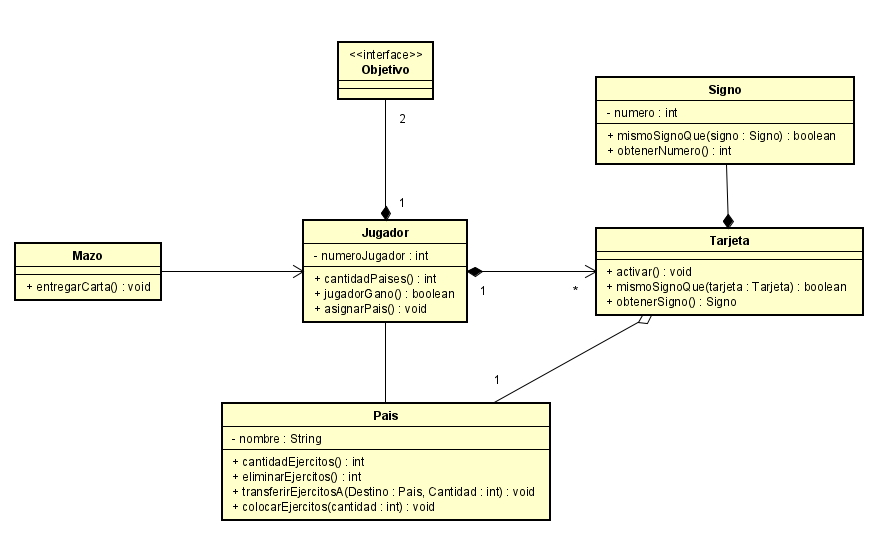 <<interface>>
Objetivo
2
1
Signo
- numero : int
+ mismoSignoQue(signo : Signo) : boolean
+ obtenerNumero() : int
Mazo
+ entregarCarta() : void
Jugador
- numeroJugador : int
+ cantidadPaises() : int
+ jugadorGano() : boolean
+ asignarPais() : void
1
*
Tarjeta
+ activar() : void
+ mismoSignoQue(tarjeta : Tarjeta) : boolean
+ obtenerSigno() : Signo
1
Pais
- nombre : String
+ cantidadEjercitos() : int
+ eliminarEjercitos() : int
+ transferirEjercitosA(Destino : Pais, Cantidad : int) : void
+ colocarEjercitos(cantidad : int) : void